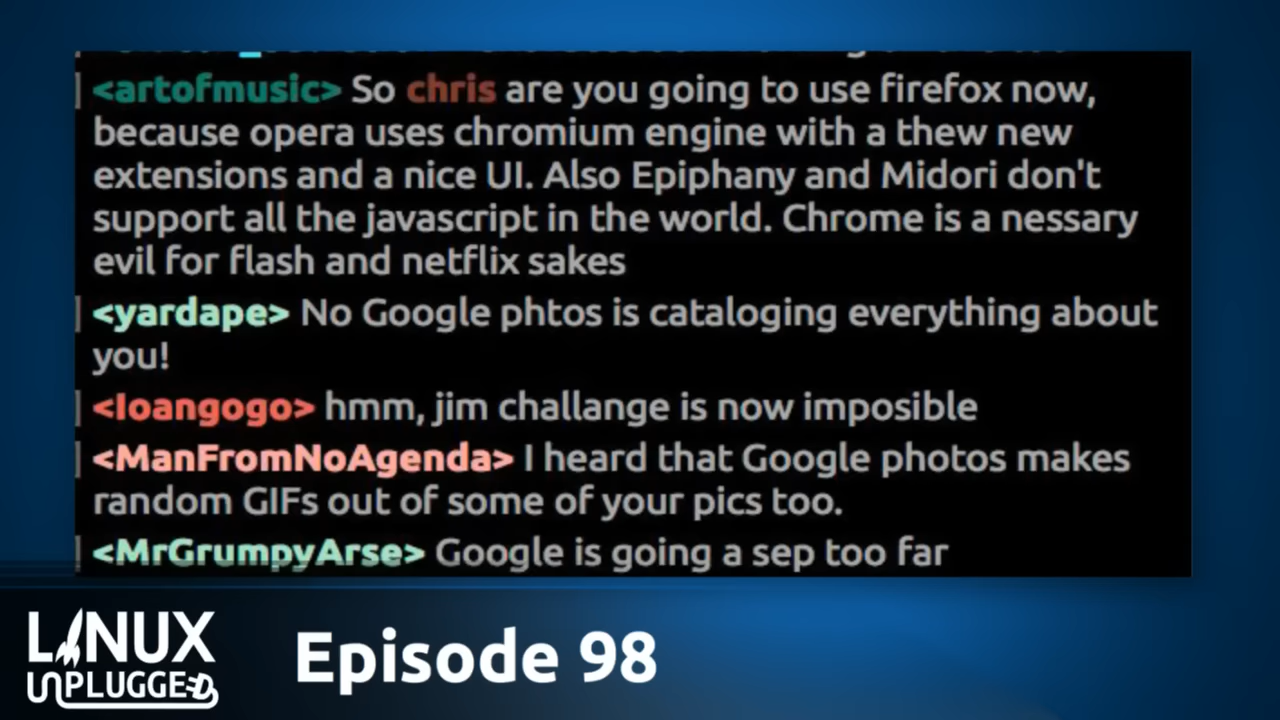 <artofmusic> So chris are you going to use firefox now,
because opera uses chromium engine with a thew new
extensions and a nice UI. Also Epiphany and Midori don't
support all the javascript in the world. Chrome is a nessary
evil for flash and netflix sakes
<yardape> No Google phtos is cataloging everything about
you!
<loangogo> hmm, jim challange is now imposible
<ManFromNoAgenda> I heard that Google photos makes
random GIFs out of some of your pics too.
<MrGrumpyArse> Google is going a sep too far
LINUX
UNPLUGGED
Episode 98